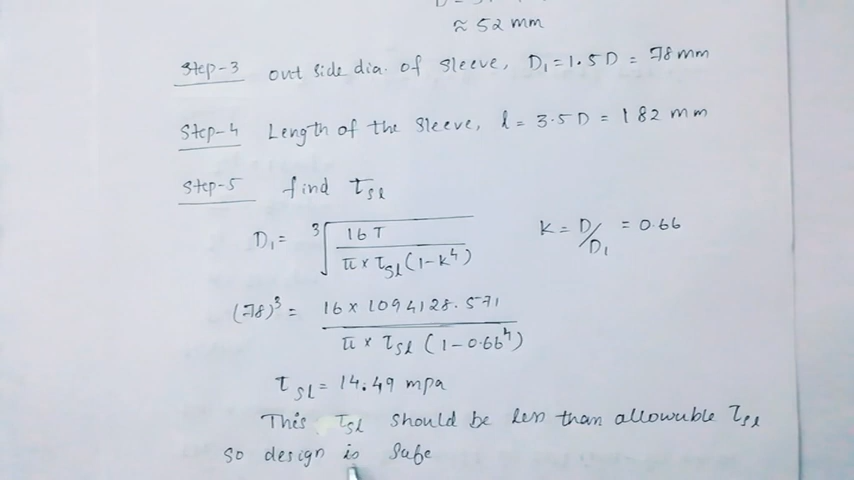 ≈ 52 mm
Step-3 out side dia. of sleeve, D₁ = 1.5 D = 78 mm
Step-4 Length of the sleeve, l = 3.5 D = 182 mm
Step-5 find τsl
D₁ = ∛(16 T / π × τsl (1 - K⁴)) K = D/D₁ = 0.66
(78)³ = 16 × 1094128.571 / π × τsl (1 - 0.66⁴)
τsl = 14.49 mpa
This τsl should be less than allowable τsl
so design is safe